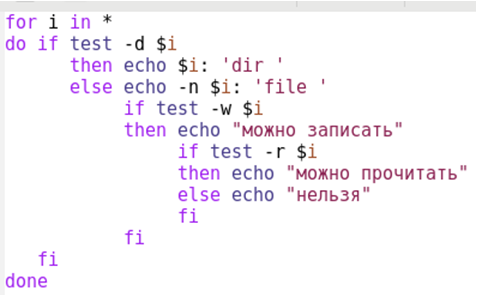 for i in *
do if test -d $i
then echo $i: 'dir '
else echo -n $i: 'file '
if test -w $i
then echo "можно записать"
if test -r $i
then echo "можно прочитать"
else echo "нельзя"
fi
fi
fi
done